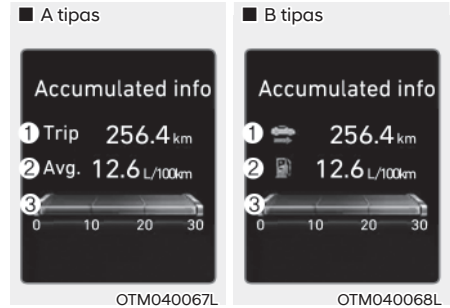 ■ A tipas
Accumulated info
① Trip 256.4 km
② Avg. 12.6 L/100km
③
0 10 20 30
OTM040067L
■ B tipas
Accumulated info
① 256.4 km
② 12.6 L/100km
③
0 10 20 30
OTM040068L